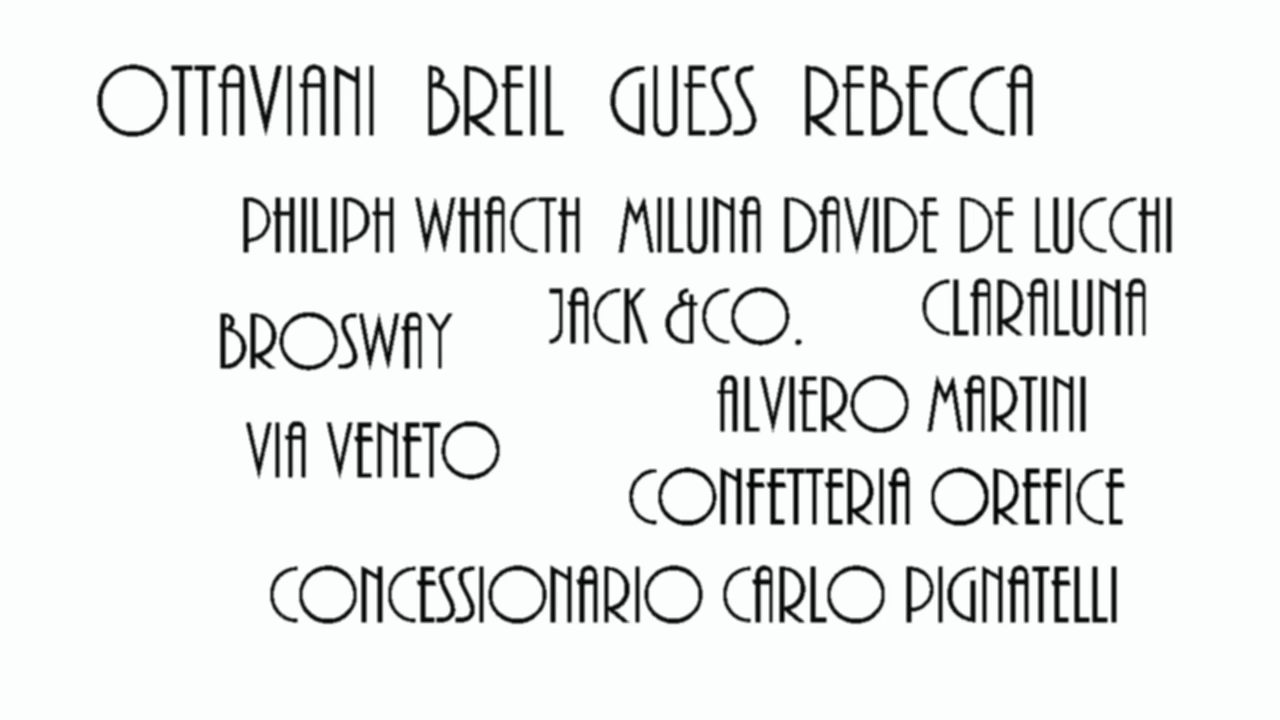 OTTAVIANI BREIL GUESS REBECCA
PHILIPH WHACTH MILUNA DAVIDE DE LUCCHI
BROSWAY JACK &CO. CLARALUNA
ALVIERO MARTINI
VIA VENETO
CONFETTERIA OREFICE
CONCESSIONARIO CARLO PIGNATELLI